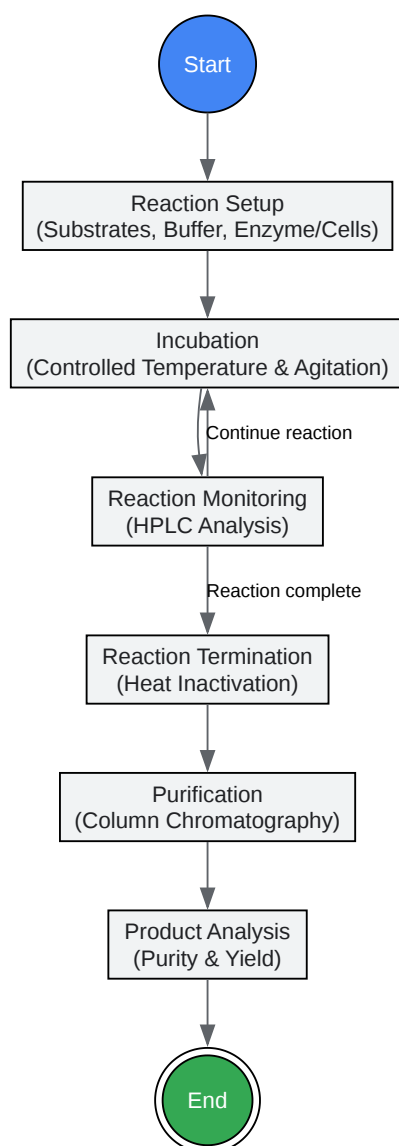 Start
Reaction Setup
(Substrates, Buffer, Enzyme/Cells)
Incubation
(Controlled Temperature & Agitation)
Continue reaction
Reaction Monitoring
(HPLC Analysis)
Reaction complete
Reaction Termination
(Heat Inactivation)
Purification
(Column Chromatography)
Product Analysis
(Purity & Yield)
End